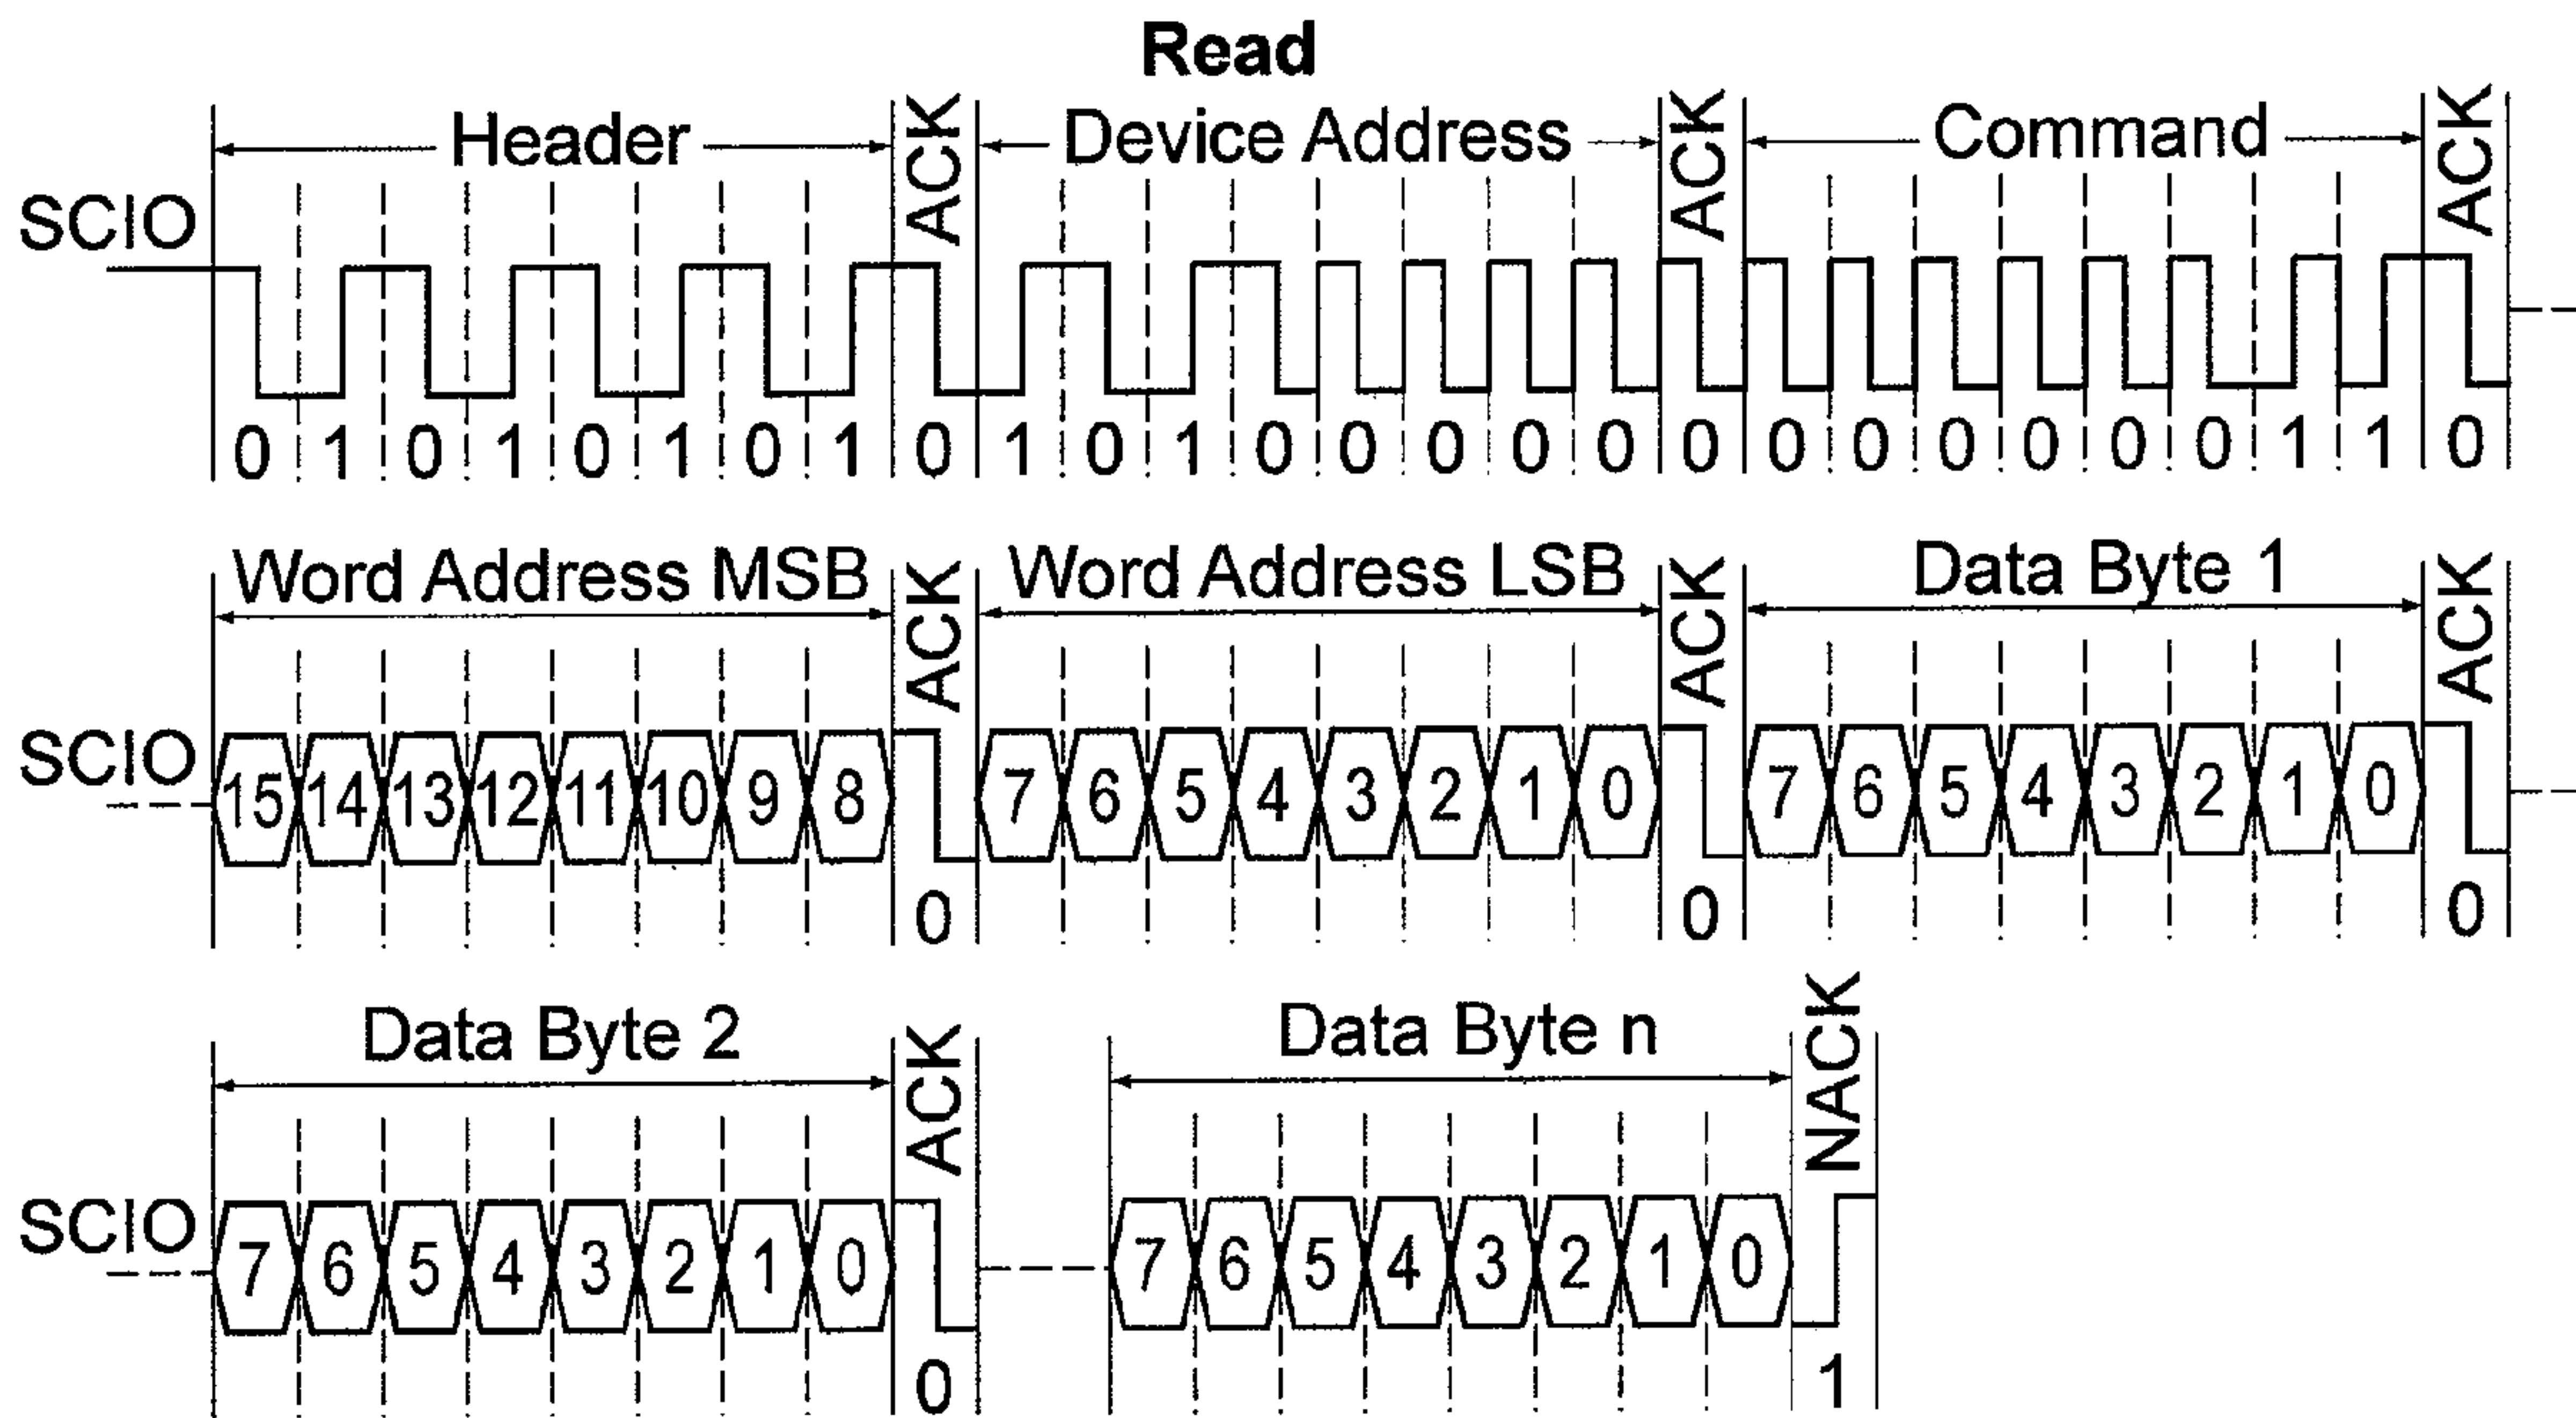 Read
Header ACK Device Address ACK Command ACK
SCIO
0 1 0 1 0 1 0 1 0 1 0 1 0 0 0 0 0 0 0 0 0 0 0 0 1 1 0
Word Address MSB ACK Word Address LSB ACK Data Byte 1 ACK
SCIO 15 14 13 12 11 10 9 8 7 6 5 4 3 2 1 0 7 6 5 4 3 2 1 0
0 0 0
Data Byte 2 ACK Data Byte n NACK
SCIO 7 6 5 4 3 2 1 0 7 6 5 4 3 2 1 0
0 1